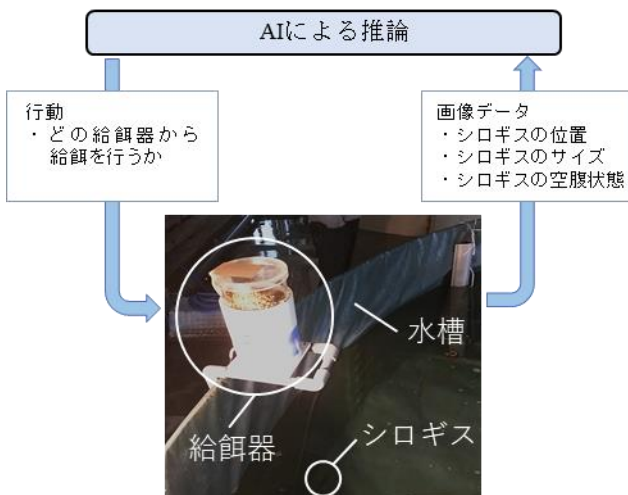 AIによる推論
行動
・どの給餌器から
給餌を行うか
画像データ
・シロギスの位置
・シロギスのサイズ
・シロギスの空腹状態
水槽
給餌器
シロギス